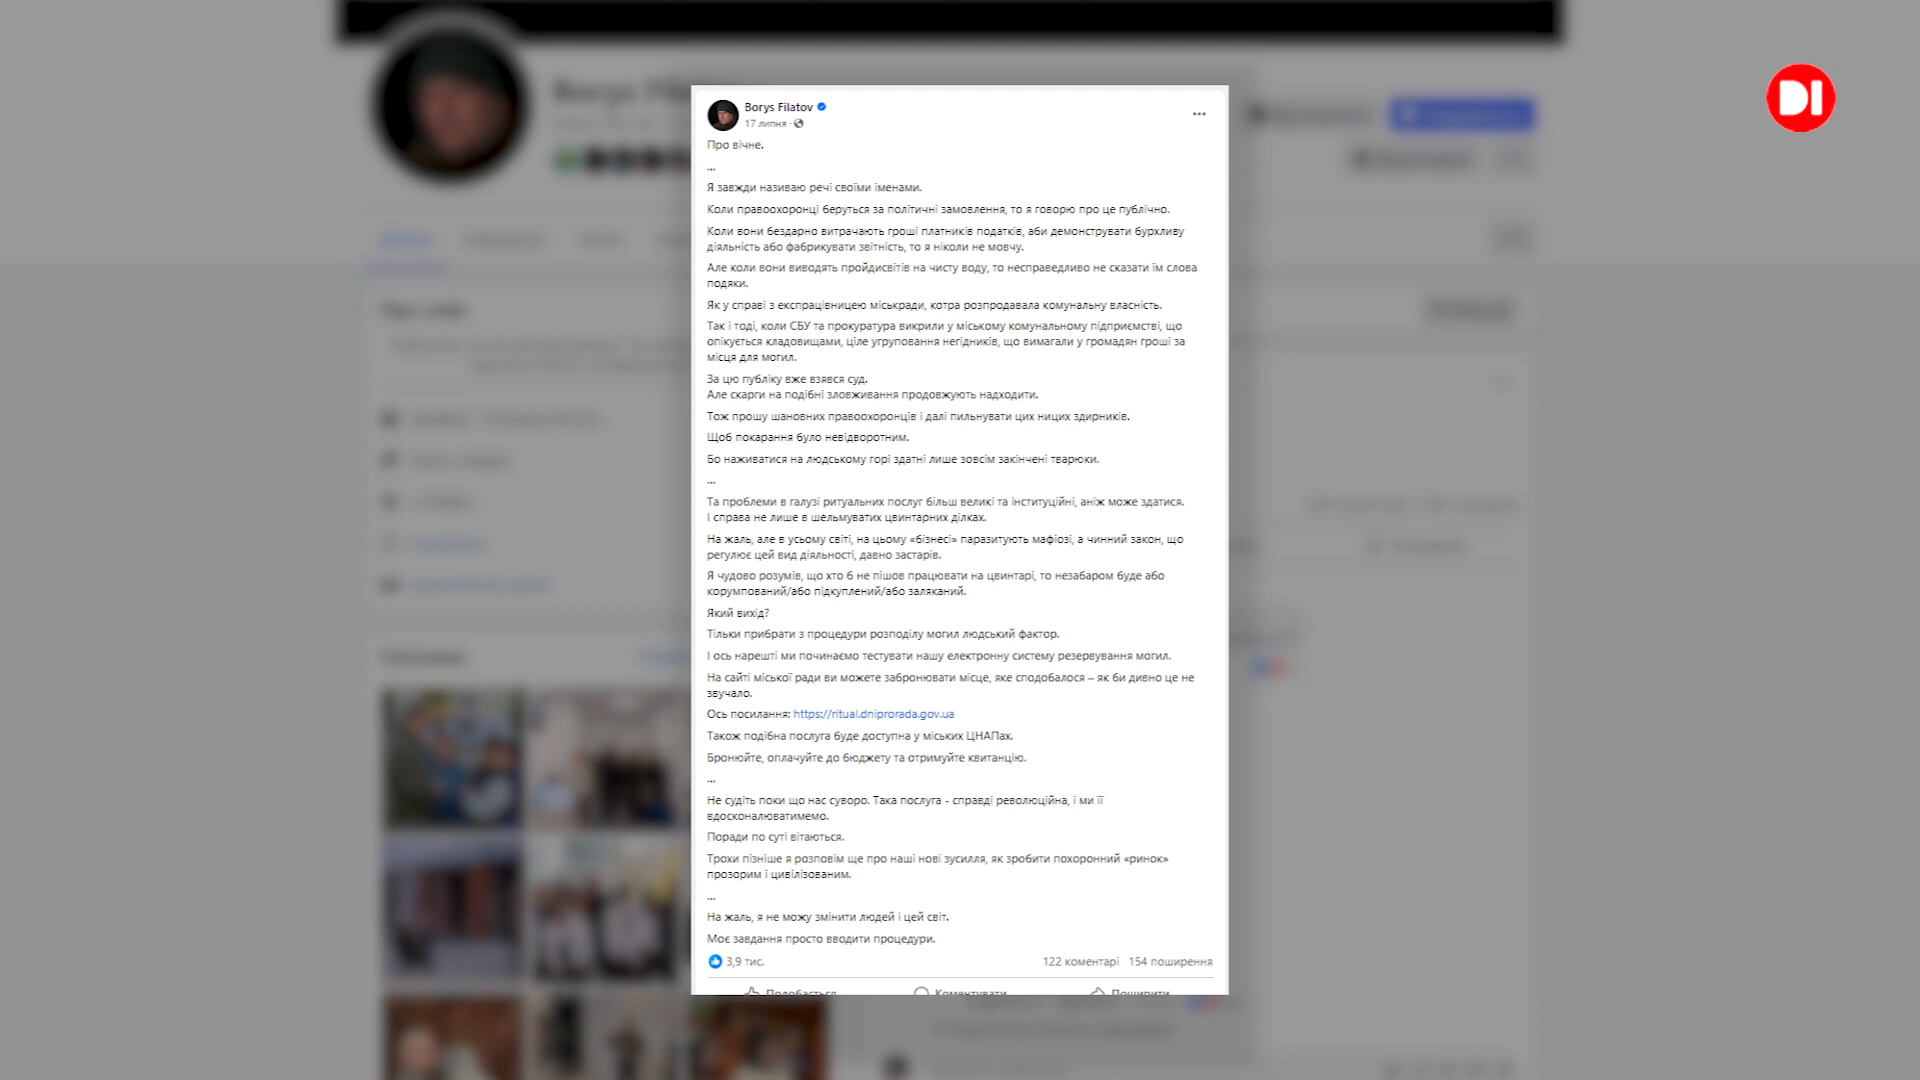 DI
Borys Filatov
17 липня
Про вічне.
...
Я завжди називаю речі своїми іменами.
Коли правоохоронці беруться за політичні замовлення, то я говорю про це публічно.
Коли вони бездарно витрачають гроші платників податків, аби демонструвати бурхливу
діяльність або фабрикувати звітність, то я ніколи не мовчу.
Але коли вони виводять пройдисвітів на чисту воду, то несправедливо не сказати їм слова
подяки.
Як у справі з експрацівницею міськради, котра розпродавала комунальну власність.
Так і тоді, коли СБУ та прокуратура викрили у міському комунальному підприємстві, що
опікується кладовищами, ціле угруповання негідників, що вимагали у громадян гроші за
місця для могил.
За цю публіку вже взявся суд.
Але скарги на подібні зловживання продовжують надходити.
Тож прошу шановних правоохоронців і далі пильнувати цих ницих здирників.
Щоб покарання було невідворотним.
Бо наживатися на людському горі здатні лише зовсім закінчені тварюки.
...
Та проблеми в галузі ритуальних послуг більш великі та інституційні, аніж може здатися.
І справа не лише в шельмуватих цвинтарних ділках.
На жаль, але в усьому світі, на цьому «бізнесі» паразитують мафіозі, а чинний закон, що
регулює цей вид діяльності, давно застарів.
Я чудово розумів, що хто б не пішов працювати на цвинтарі, то незабаром буде або
корумпований/або підкуплений/або заляканий.
Який вихід?
Тільки прибрати з процедури розподілу могил людський фактор.
І ось нарешті ми починаємо тестувати нашу електронну систему резервування могил.
На сайті міської ради ви можете забронювати місце, яке сподобалося – як би дивно це не
звучало.
Ось посилання: https://ritual.dniprorada.gov.ua
Також подібна послуга буде доступна у міських ЦНАПах.
Бронюйте, оплачуйте до бюджету та отримуйте квитанцію.
...
Не судіть поки що нас суворо. Така послуга - справді революційна, і ми її
вдосконалюватимемо.
Поради по суті вітаються.
Трохи пізніше я розповім ще про наші нові зусилля, як зробити похоронний «ринок»
прозорим і цивілізованим.
...
На жаль, я не можу змінити людей і цей світ.
Моє завдання просто вводити процедури.
3,9 тис. 122 коментарі 154 поширення
Подобається Коментувати Поширити